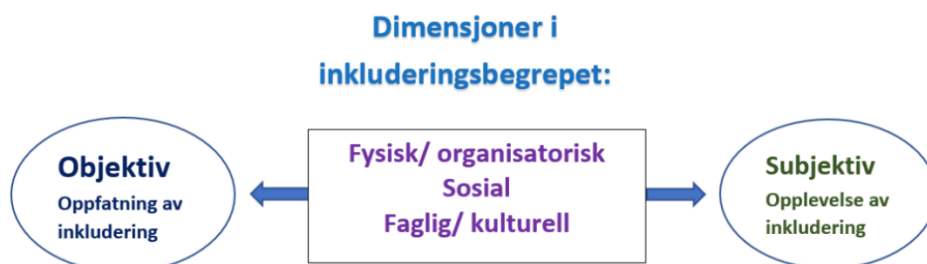 Dimensjoner i
inkluderingsbegrepet:
Objektiv
Oppfatning av
inkludering
Fysisk/ organisatorisk
Sosial
Faglig/ kulturell
Subjektiv
Opplevelse av
inkludering